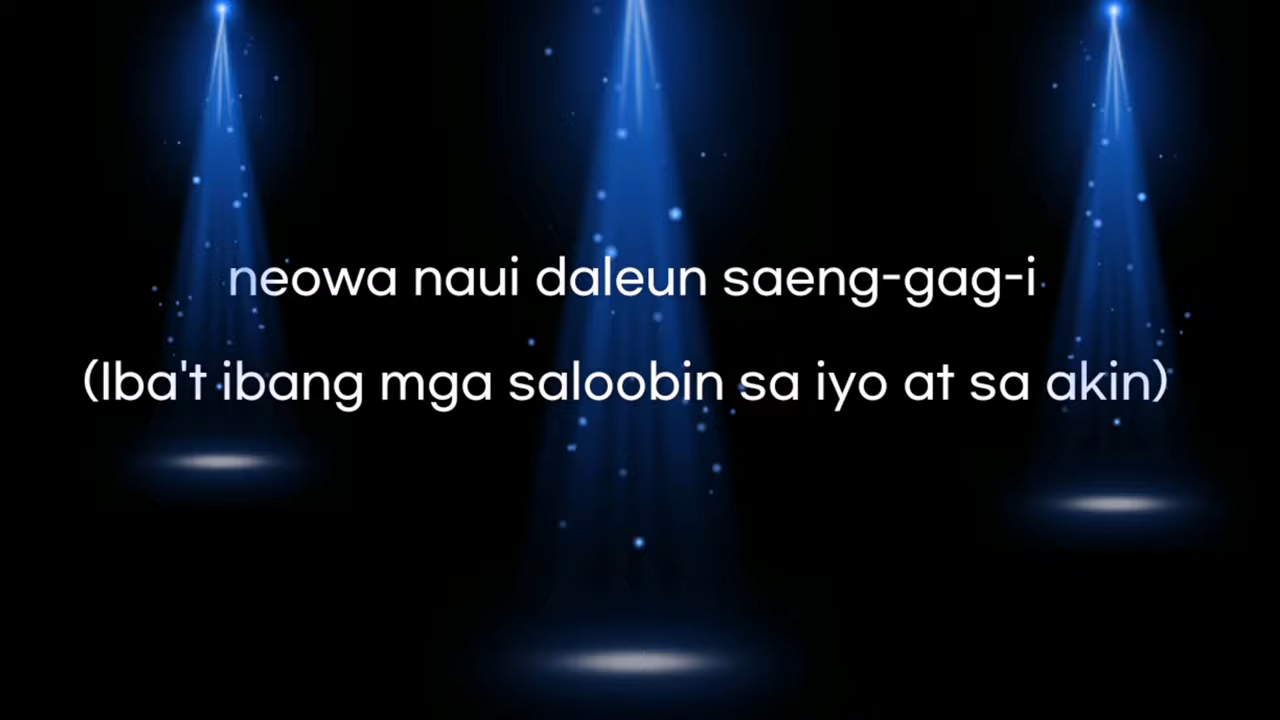 neowa naui daleun saeng-gag-i
(Iba't ibang mga saloobin sa iyo at sa akin)